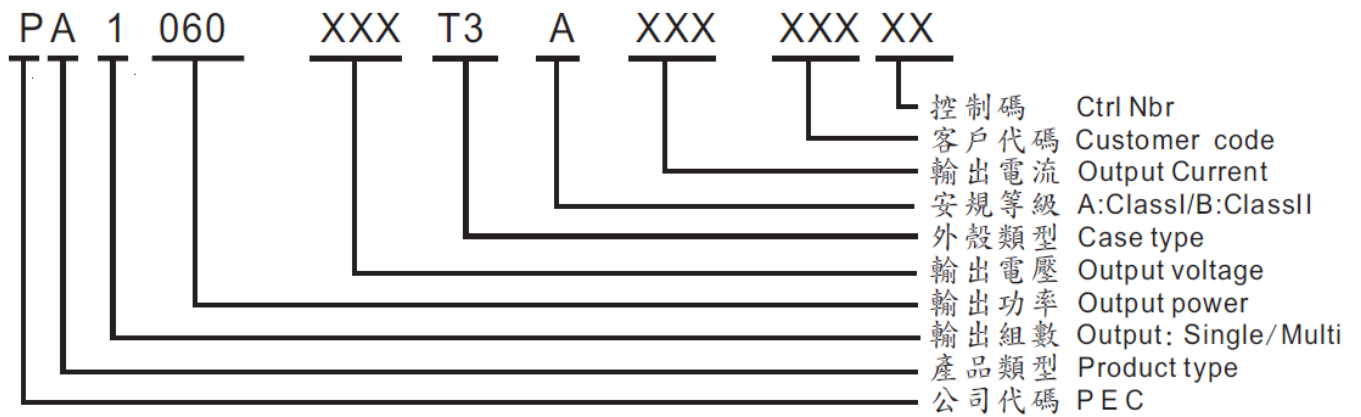 P A 1 060 XXX T3 A XXX XXX XX
控制碼 Ctrl Nbr
客戶代碼 Customer code
輸出電流 Output Current
安規等級 A:ClassI/B:ClassII
外殼類型 Case type
輸出電壓 Output voltage
輸出功率 Output power
輸出組數 Output: Single/Multi
產品類型 Product type
公司代碼 PEC